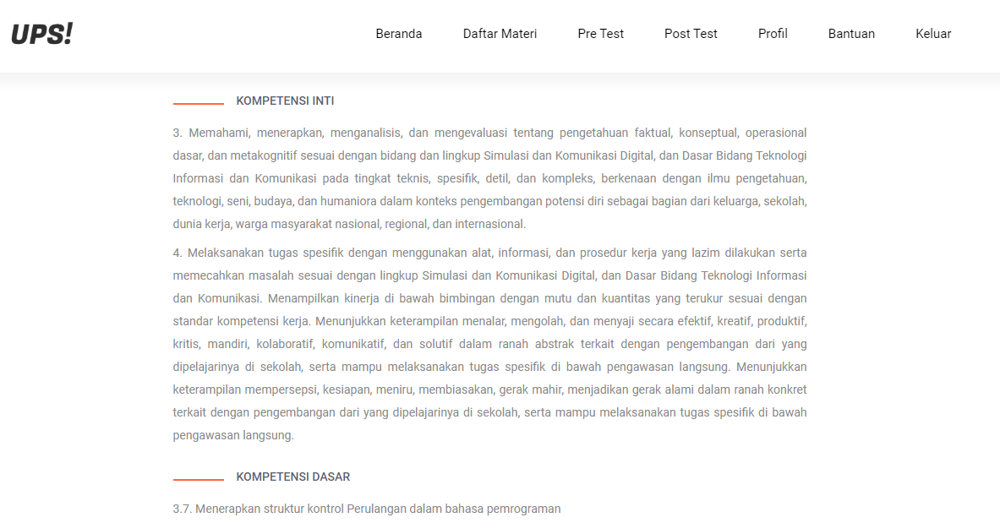 UPS!
Beranda
Daftar Materi
Pre Test
Post Test
Profil
Bantuan
Keluar
KOMPETENSI INTI
3. Memahami, menerapkan, menganalisis, dan mengevaluasi tentang pengetahuan faktual, konseptual, operasional
dasar, dan metakognitif sesuai dengan bidang dan lingkup Simulasi dan Komunikasi Digital, dan Dasar Bidang Teknologi
Informasi dan Komunikasi pada tingkat teknis, spesifik, detil, dan kompleks, berkenaan dengan ilmu pengetahuan,
teknologi, seni, budaya, dan humaniora dalam konteks pengembangan potensi diri sebagai bagian dari keluarga, sekolah,
dunia kerja, warga masyarakat nasional, regional, dan internasional.
4. Melaksanakan tugas spesifik dengan menggunakan alat, informasi, dan prosedur kerja yang lazim dilakukan serta
memecahkan masalah sesuai dengan lingkup Simulasi dan Komunikasi Digital, dan Dasar Bidang Teknologi Informasi
dan Komunikasi. Menampilkan kinerja di bawah bimbingan dengan mutu dan kuantitas yang terukur sesuai dengan
standar kompetensi kerja. Menunjukkan keterampilan menalar, mengolah, dan menyaji secara efektif, kreatif, produktif,
kritis, mandiri, kolaboratif, komunikatif, dan solutif dalam ranah abstrak terkait dengan pengembangan dari yang
dipelajarinya di sekolah, serta mampu melaksanakan tugas spesifik di bawah pengawasan langsung. Menunjukkan
keterampilan mempersepsi, kesiapan, meniru, membiasakan, gerak mahir, menjadikan gerak alami dalam ranah konkret
terkait dengan pengembangan dari yang dipelajarinya di sekolah, serta mampu melaksanakan tugas spesifik di bawah
pengawasan langsung.
KOMPETENSI DASAR
3.7. Menerapkan struktur kontrol Perulangan dalam bahasa pemrograman